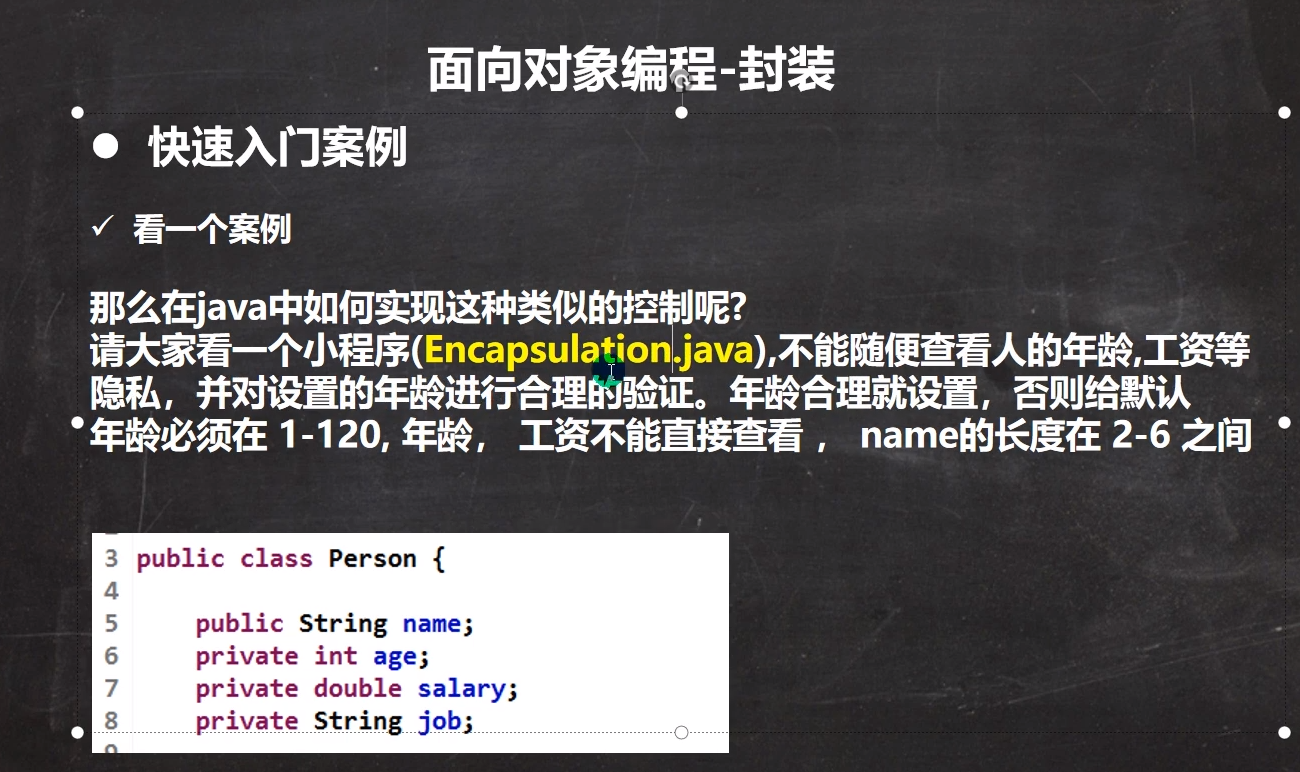 面向对象编程-封装
● 快速入门案例
✓ 看一个案例
那么在java中如何实现这种类似的控制呢?
请大家看一个小程序(Encapsulation.java),不能随便查看人的年龄,工资等
隐私，并对设置的年龄进行合理的验证。年龄合理就设置，否则给默认
年龄必须在 1-120, 年龄， 工资不能直接查看 ， name的长度在 2-6 之间
3 public class Person {
4
5 public String name;
6 private int age;
7 private double salary;
8 private String job;